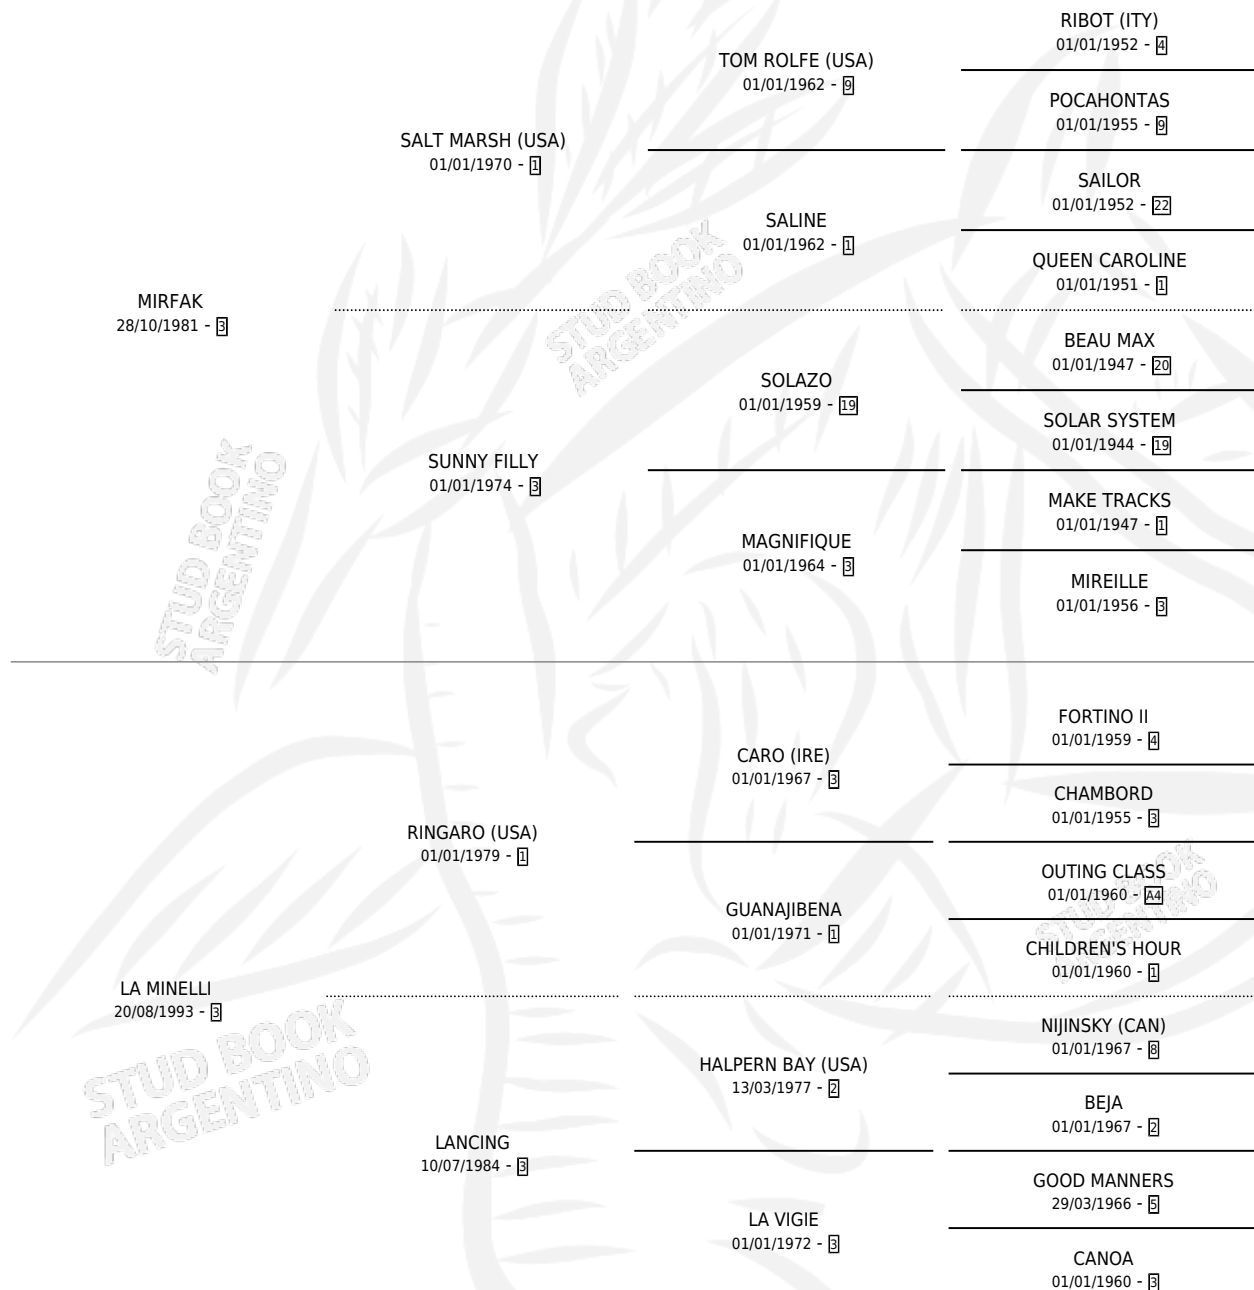 RIBOT (ITY)
01/01/1952 - 4
TOM ROLFE (USA)
01/01/1962 - 9
POCAHONTAS
01/01/1955 - 9
SALT MARSH (USA)
01/01/1970 - 1
SAILOR
01/01/1952 - 22
SALINE
01/01/1962 - 1
QUEEN CAROLINE
01/01/1951 - 1
MIRFAK
28/10/1981 - 3
BEAU MAX
01/01/1947 - 20
SOLAZO
01/01/1959 - 19
SOLAR SYSTEM
01/01/1944 - 19
SUNNY FILLY
01/01/1974 - 3
MAKE TRACKS
01/01/1947 - 1
MAGNIFIQUE
01/01/1964 - 3
MIREILLE
01/01/1956 - 3
FORTINO II
01/01/1959 - 4
CARO (IRE)
01/01/1967 - 3
CHAMBORD
01/01/1955 - 3
RINGARO (USA)
01/01/1979 - 1
OUTING CLASS
01/01/1960 - A4
GUANAJIBENA
01/01/1971 - 1
CHILDREN'S HOUR
01/01/1960 - 1
LA MINELLI
20/08/1993 - 3
NIJINSKY (CAN)
01/01/1967 - 8
HALPERN BAY (USA)
13/03/1977 - 2
BEJA
01/01/1967 - 2
LANCING
10/07/1984 - 3
GOOD MANNERS
29/03/1966 - 5
LA VIGIE
01/01/1972 - 3
CANOA
01/01/1960 - 3
STUD BOOK
ARGENTINO
STUD BOOK
ARGENTINO
STUD BOOK
ARGENTINO
STUD BOOK
ARGENTINO